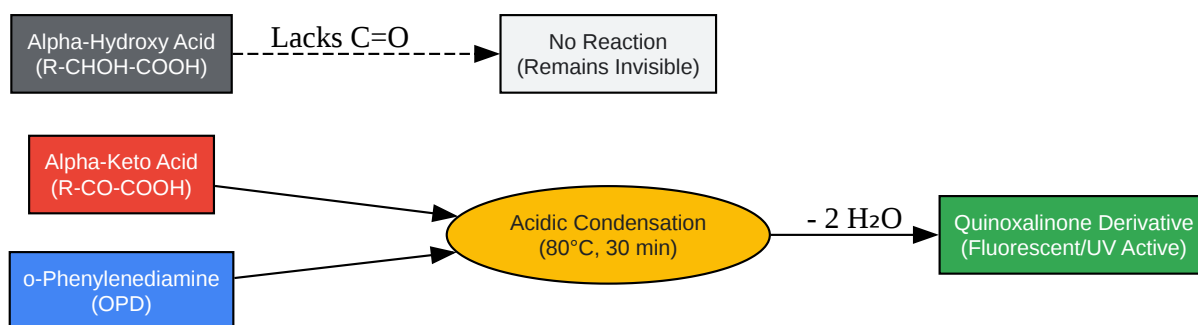 Alpha-Hydroxy Acid
(R-CHOH-COOH)
Lacks C=O
No Reaction
(Remains Invisible)
Alpha-Keto Acid
(R-CO-COOH)
o-Phenylenediamine
(OPD)
Acidic Condensation
(80°C, 30 min)
- 2 H₂O
Quinoxalinone Derivative
(Fluorescent/UV Active)